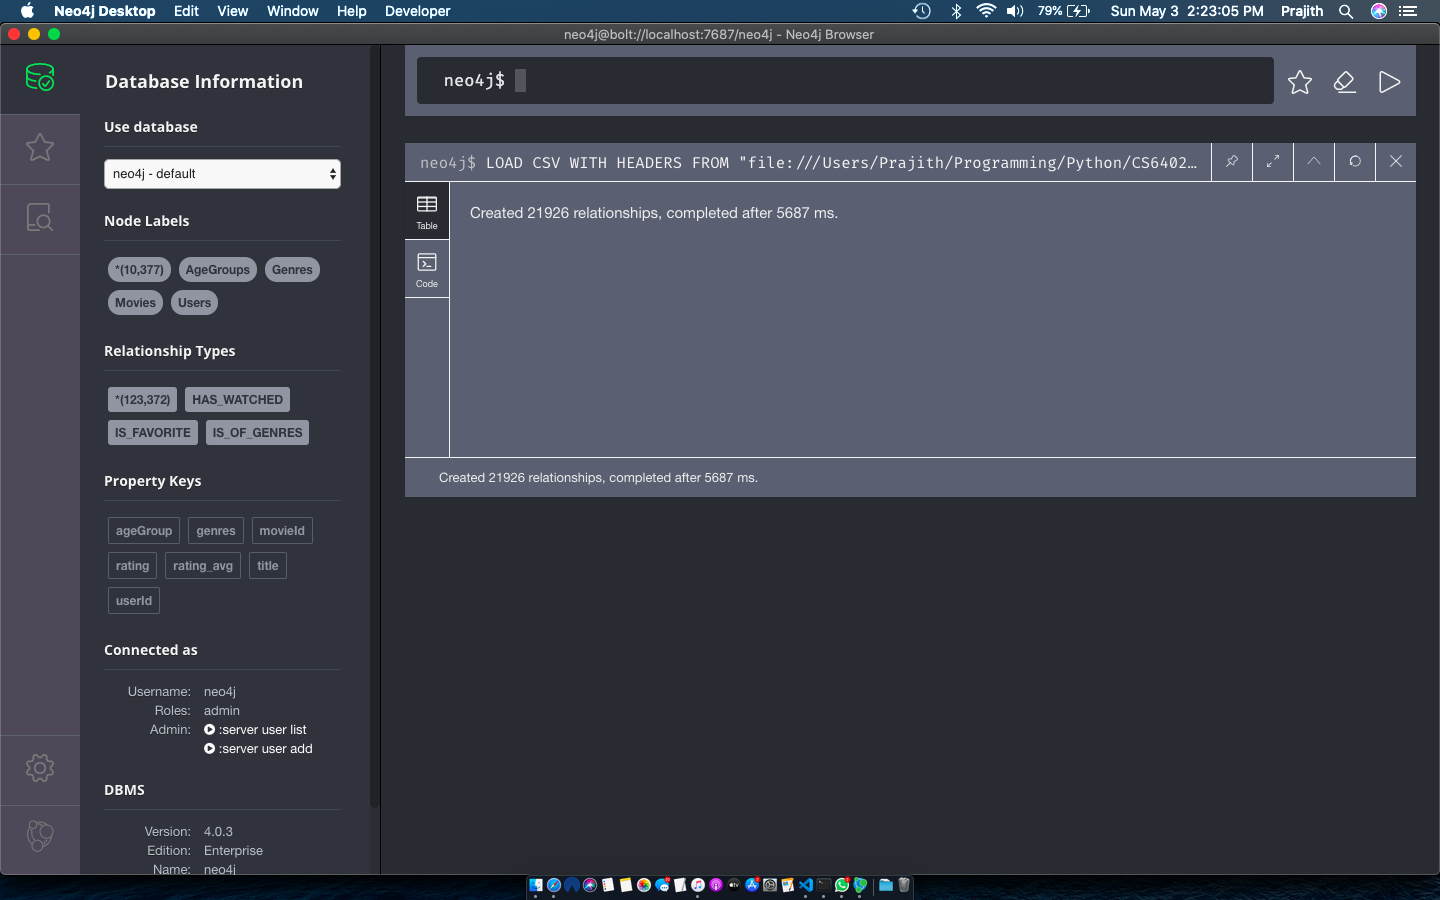 Neo4j Desktop Edit View Window Help Developer 79% Sun May 3 2:23:05 PM Prajith
neo4j@bolt://localhost:7687/neo4j - Neo4j Browser
Database Information
Use database
neo4j - default
Node Labels
*(10,377) AgeGroups Genres
Movies Users
Relationship Types
*(123,372) HAS_WATCHED
IS_FAVORITE IS_OF_GENRES
Property Keys
ageGroup genres movieId
rating rating_avg title
userId
Connected as
Username: neo4j
Roles: admin
Admin: :server user list
:server user add
DBMS
Version: 4.0.3
Edition: Enterprise
Name: neo4j
neo4j$
neo4j$ LOAD CSV WITH HEADERS FROM "file:///Users/Prajith/Programming/Python/CS6402…
Table
Created 21926 relationships, completed after 5687 ms.
Code
Created 21926 relationships, completed after 5687 ms.